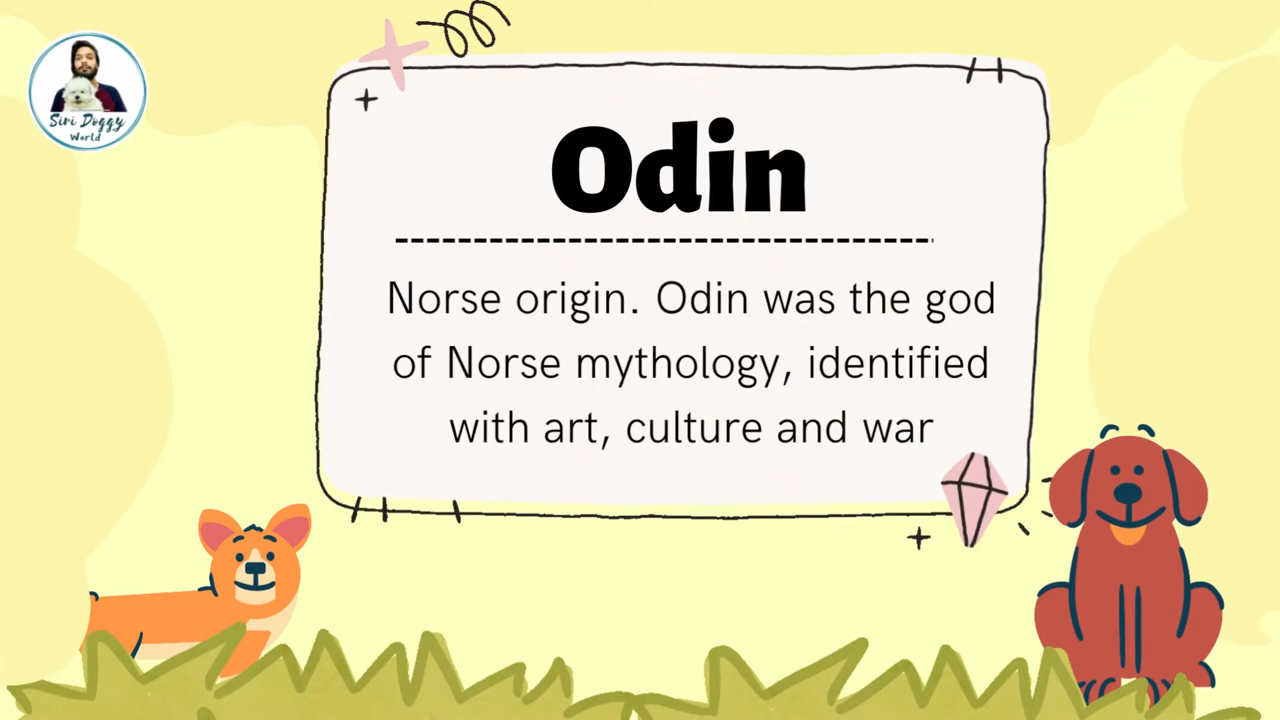 Siri Doggy
World
Odin
Norse origin. Odin was the god
of Norse mythology, identified
with art, culture and war